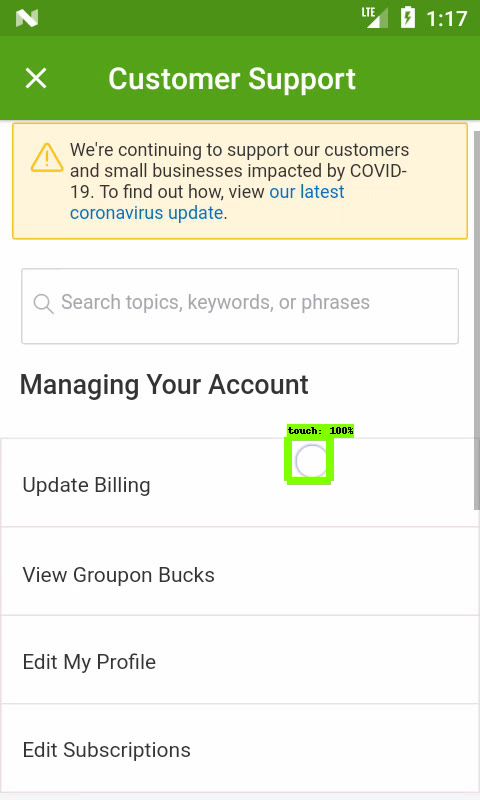 LTE 1:17
Customer Support
We're continuing to support our customers
and small businesses impacted by COVID-
19. To find out how, view our latest
coronavirus update.
Search topics, keywords, or phrases
Managing Your Account
touch: 100%
Update Billing
View Groupon Bucks
Edit My Profile
Edit Subscriptions